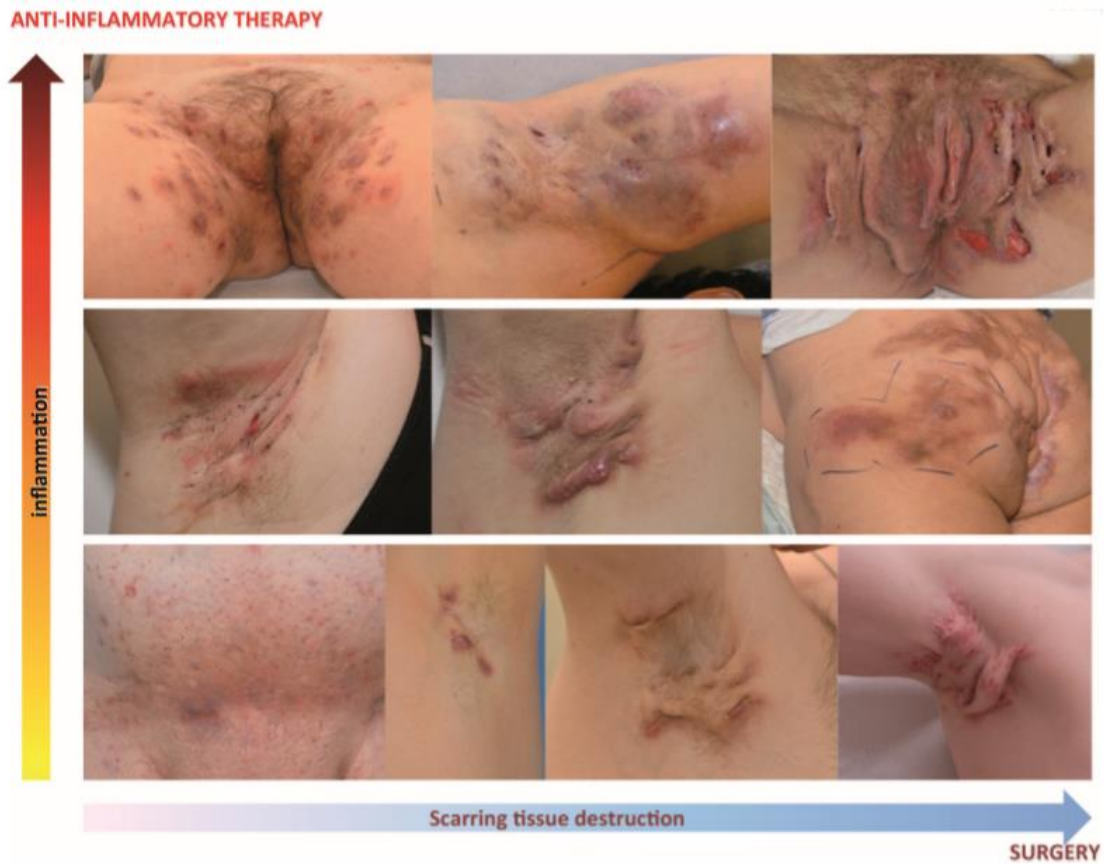 ANTI-INFLAMMATORY THERAPY
inflammation
Scarring tissue destruction
SURGERY